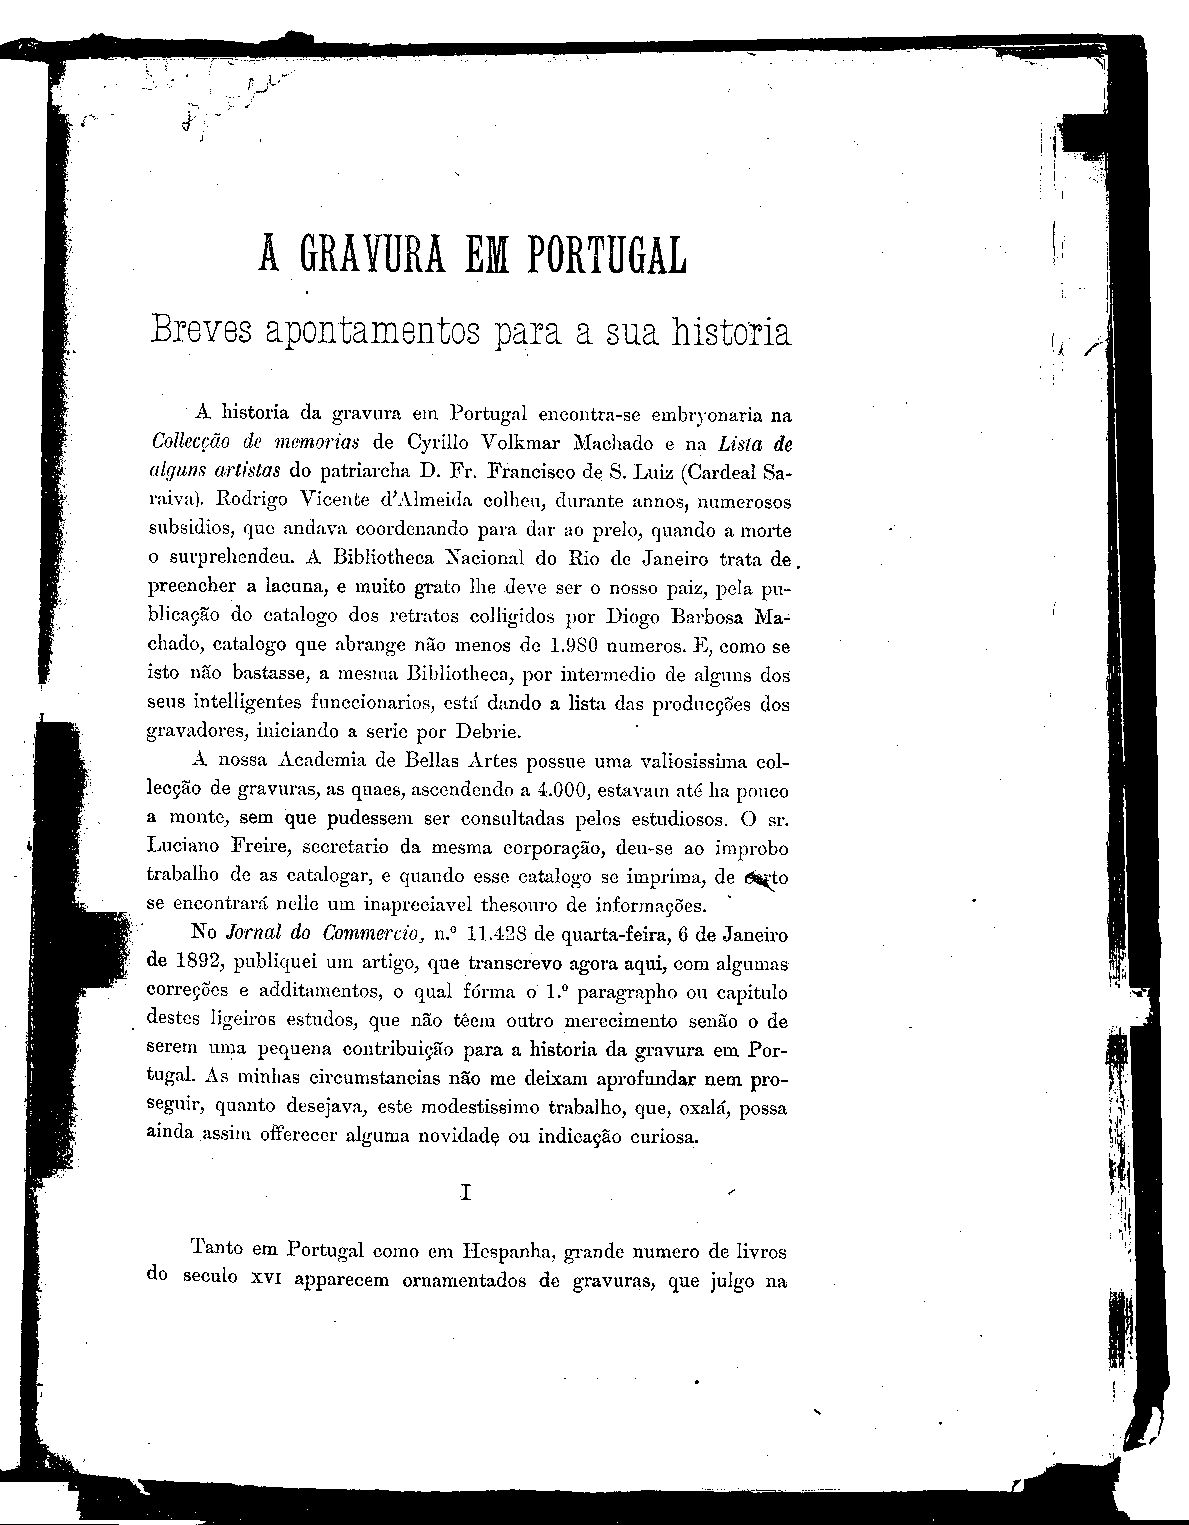 A GRAVURA EM PORTUGAL
Breves apontamentos para a sua historia
A historia da gravura em Portugal encontra-se embryonaria na
Collecção de memorias de Cyrillo Volkmar Machado e na Lista de
alguns artistas do patriarcha D. Fr. Francisco de S. Luiz (Cardeal Sa-
raiva). Rodrigo Vicente d'Almeida colheu, durante annos, numerosos
subsidios, que andava coordenando para dar ao prelo, quando a morte
o surprehendeu. A Bibliotheca Nacional do Rio de Janeiro trata de
preencher a lacuna, e muito grato lhe deve ser o nosso paiz, pela pu-
blicação do catalogo dos retratos colligidos por Diogo Barbosa Ma-
chado, catalogo que abrange não menos de 1.980 numeros. E, como se
isto não bastasse, a mesma Bibliotheca, por intermedio de alguns dos
seus intelligentes funccionarios, está dando a lista das producções dos
gravadores, iniciando a serie por Debrie.
A nossa Academia de Bellas Artes possue uma valiosissima col-
lecção de gravuras, as quaes, ascendendo a 4.000, estavam até ha pouco
a monte, sem que pudessem ser consultadas pelos estudiosos. O sr.
Luciano Freire, secretario da mesma corporação, deu-se ao improbo
trabalho de as catalogar, e quando esse catalogo se imprima, de certo
se encontrará nelle um inapreciavel thesouro de informações.
No Jornal do Commercio, n.º 11.428 de quarta-feira, 6 de Janeiro
de 1892, publiquei um artigo, que transcrevo agora aqui, com algumas
correções e additamentos, o qual fórma o 1.º paragrapho ou capitulo
destes ligeiros estudos, que não têem outro merecimento senão o de
serem uma pequena contribuição para a historia da gravura em Por-
tugal. As minhas circumstancias não me deixam aprofundar nem pro-
seguir, quanto desejava, este modestissimo trabalho, que, oxalá, possa
ainda assim offerecer alguma novidade ou indicação curiosa.
I
Tanto em Portugal como em Hespanha, grande numero de livros
do seculo XVI apparecem ornamentados de gravuras, que julgo na